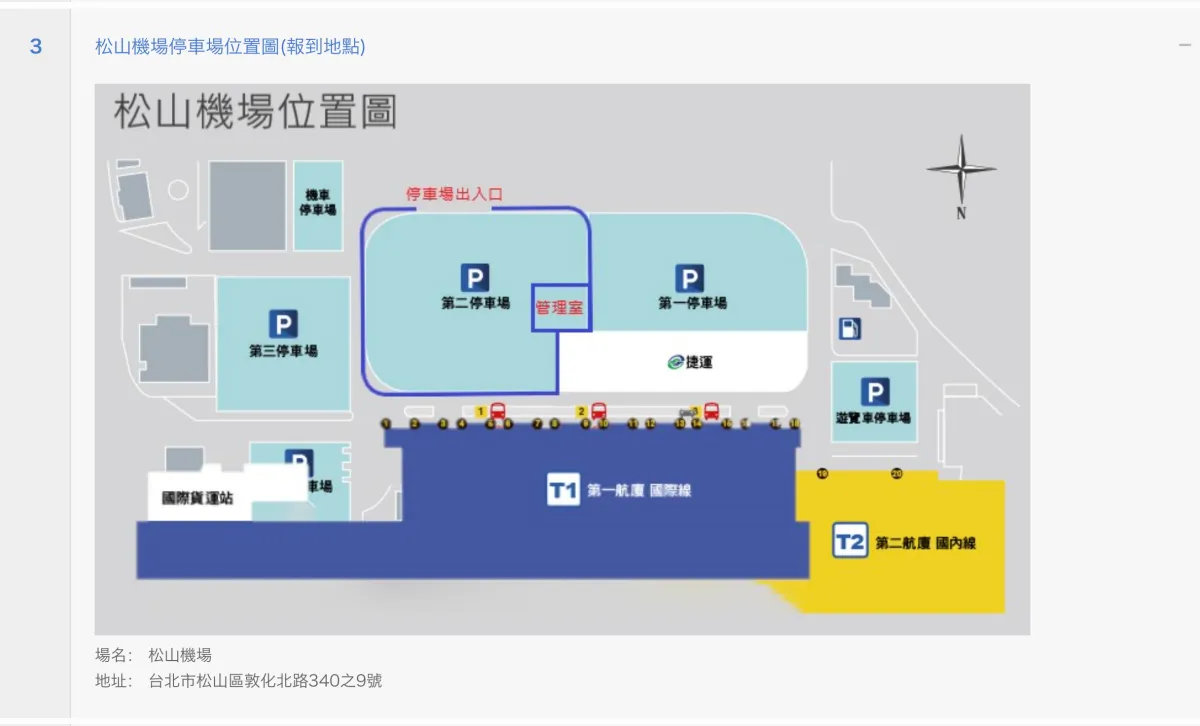 3
松山機場停車場位置圖(報到地點)
松山機場位置圖
機車
停車場
停車場出入口
N
P
第二停車場
管理室
P
第一停車場
捷運
P
第三停車場
P
遊覽車停車場
1
2
3
1 2 3 4 5 6 7 8 9 10 11 12 13 14 15
17 18
19 20
P
車場
國際貨運站
T1 第一航廈 國際線
T2 第二航廈 國內線
場名: 松山機場
地址: 台北市松山區敦化北路340之9號